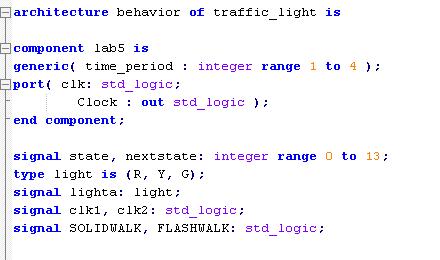 architecture behavior of traffic_light is
component lab5 is
generic( time_period : integer range 1 to 4 );
port( clk: std_logic;
Clock : out std_logic );
end component;
signal state, nextstate: integer range 0 to 13;
type light is (R, Y, G);
signal lighta: light;
signal clk1, clk2: std_logic;
signal SOLIDWALK, FLASHWALK: std_logic;